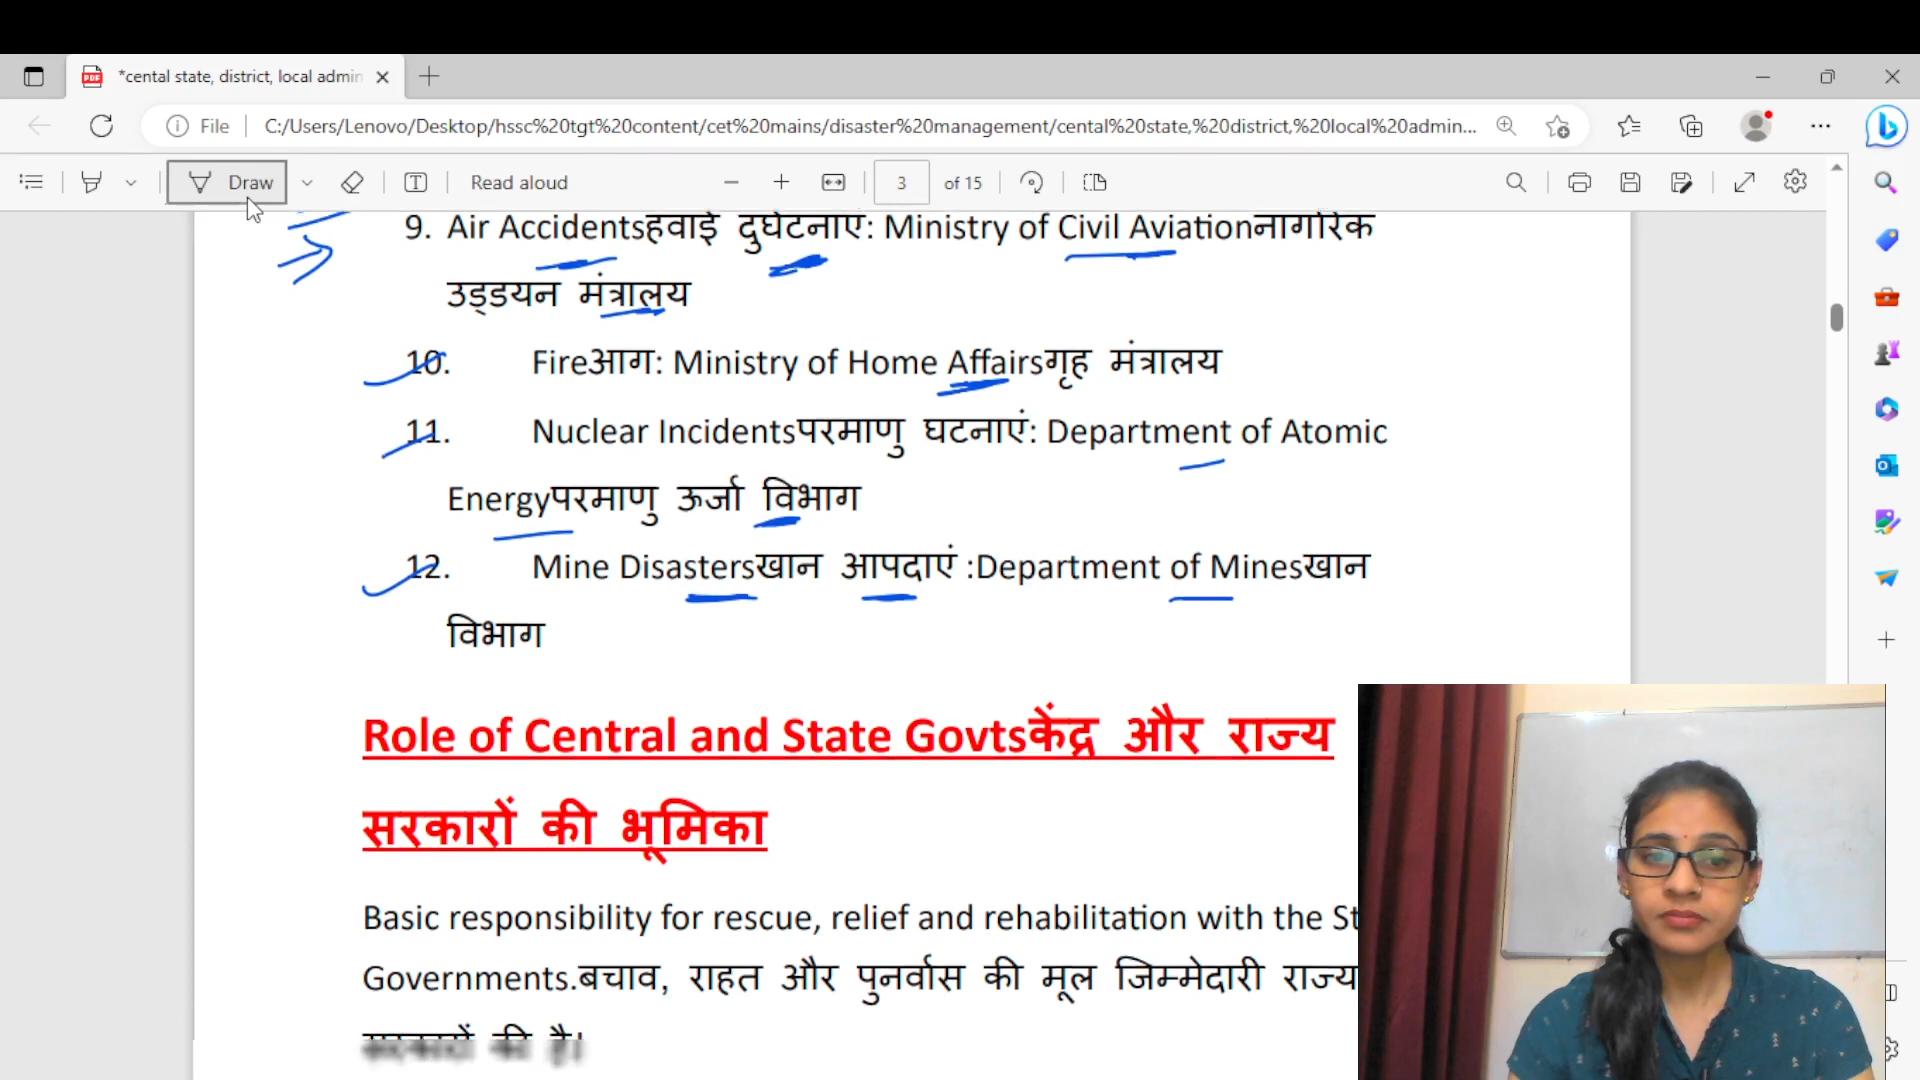 *cental state, district, local admin
File
C:/Users/Lenovo/Desktop/hssc%20tgt%20content/cet%20mains/disaster%20management/cental%20state,%20district,%20local%20admin...
Draw
Read aloud
3 of 15
9. Air Accidentsहवाई दुर्घटनाएं: Ministry of Civil Aviationनागरिक
उड्डयन मंत्रालय
10. Fireआग: Ministry of Home Affairsगृह मंत्रालय
11. Nuclear Incidentsपरमाणु घटनाएं: Department of Atomic
Energyपरमाणु ऊर्जा विभाग
12. Mine Disastersखान आपदाएं :Department of Minesखान
विभाग
Role of Central and State Govtsकेंद्र और राज्य
सरकारों की भूमिका
Basic responsibility for rescue, relief and rehabilitation with the St
Governments.बचाव, राहत और पुनर्वास की मूल जिम्मेदारी राज्य
सरकारों की है।